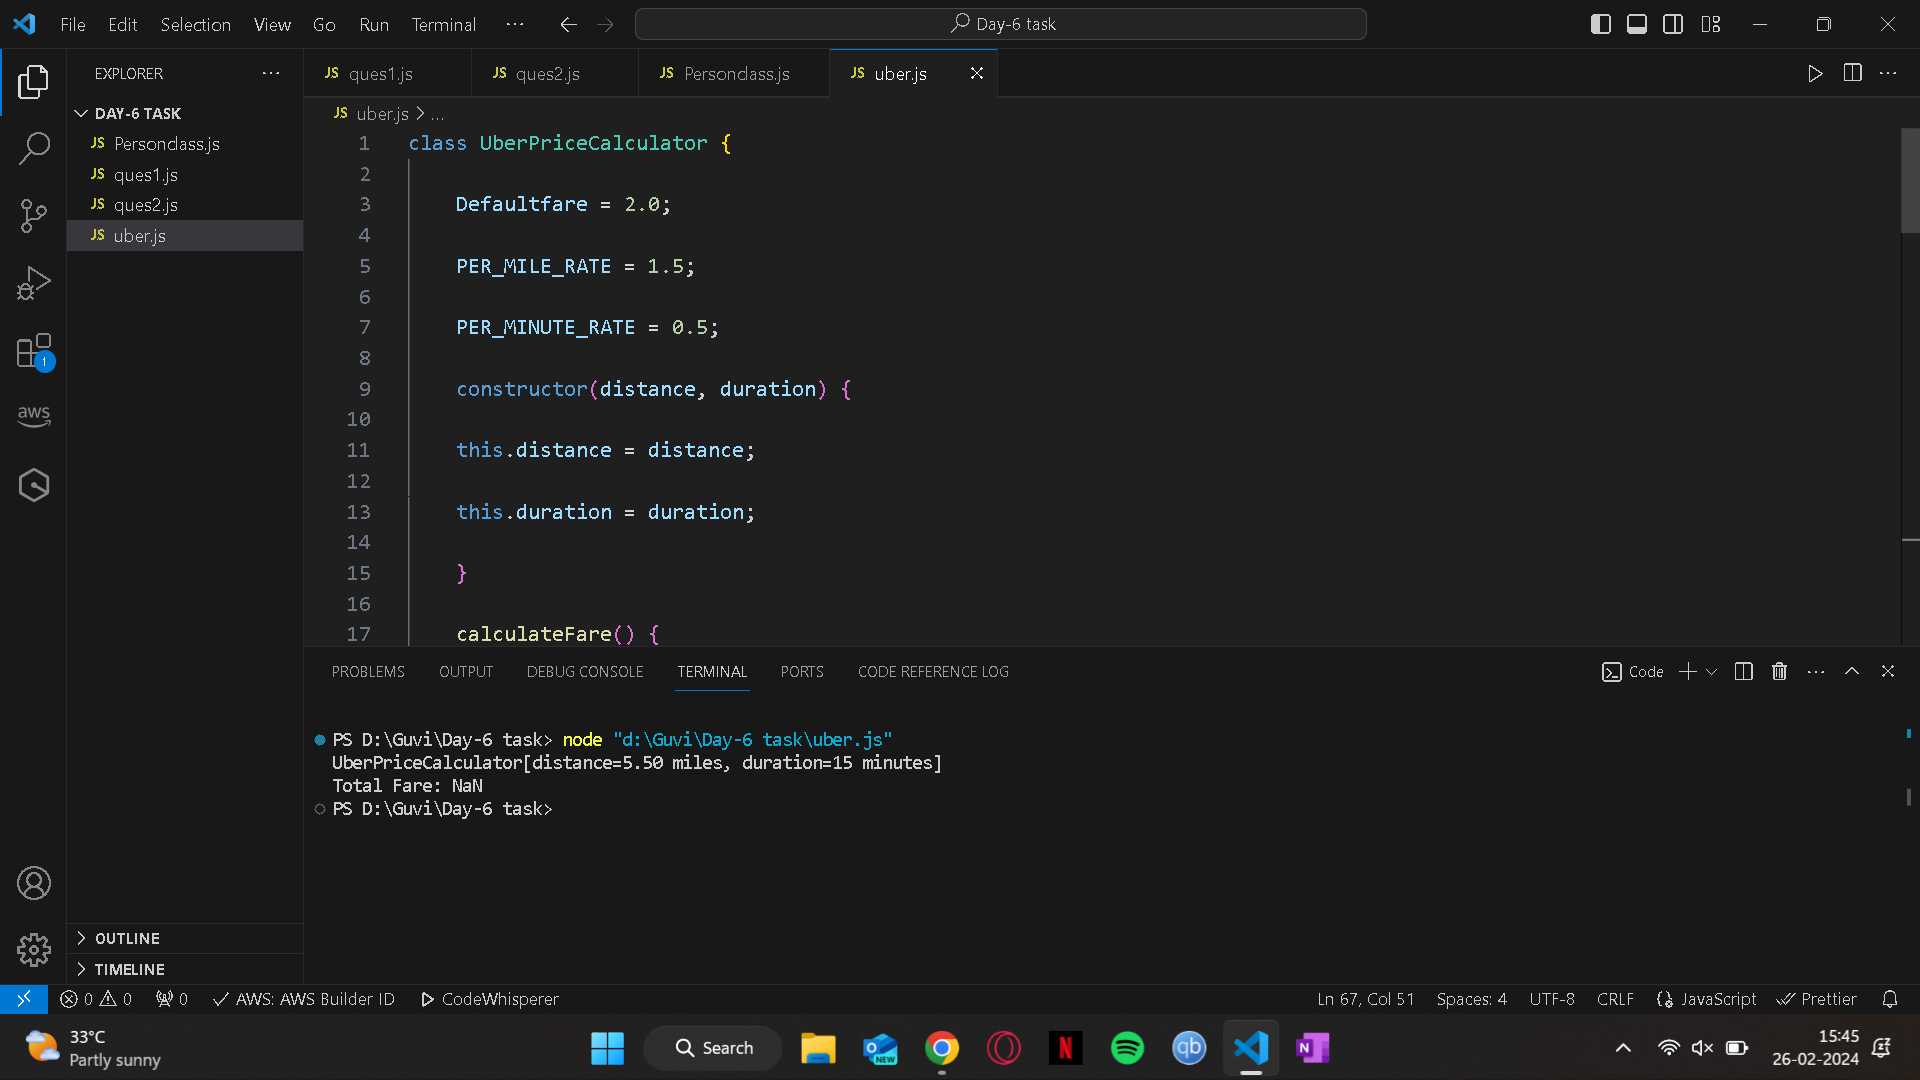 File Edit Selection View Go Run Terminal ··· Day-6 task
EXPLORER ···
DAY-6 TASK
JS Personclass.js
JS ques1.js
JS ques2.js
JS uber.js
OUTLINE
TIMELINE
aws
1
JS ques1.js JS ques2.js JS Personclass.js JS uber.js
JS uber.js > ...
1 class UberPriceCalculator {
2
3 Defaultfare = 2.0;
4
5 PER_MILE_RATE = 1.5;
6
7 PER_MINUTE_RATE = 0.5;
8
9 constructor(distance, duration) {
10
11 this.distance = distance;
12
13 this.duration = duration;
14
15 }
16
17 calculateFare() {
PROBLEMS OUTPUT DEBUG CONSOLE TERMINAL PORTS CODE REFERENCE LOG Code
PS D:\Guvi\Day-6 task> node "d:\Guvi\Day-6 task\uber.js"
UberPriceCalculator[distance=5.50 miles, duration=15 minutes]
Total Fare: NaN
PS D:\Guvi\Day-6 task>
0 0 0 AWS: AWS Builder ID CodeWhisperer Ln 67, Col 51 Spaces: 4 UTF-8 CRLF JavaScript Prettier
33°C
Partly sunny
Search
NEW
N
qb
N
15:45
26-02-2024